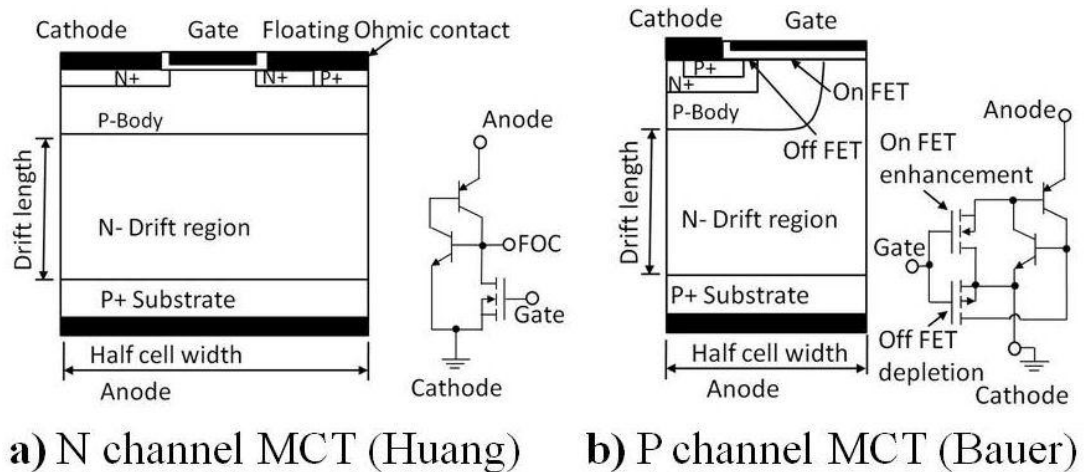 Cathode Gate Floating Ohmic contact
N+ N+ P+
P-Body
Drift length
N- Drift region
P+ Substrate
Half cell width
Anode
Anode
FOC
Gate
Cathode
a) N channel MCT (Huang)
Cathode Gate
P+
N+
On FET
P-Body
Off FET
Drift length
N- Drift region
P+ Substrate
Half cell width
Anode
Anode
On FET
enhancement
Gate
Off FET
depletion
Cathode
b) P channel MCT (Bauer)